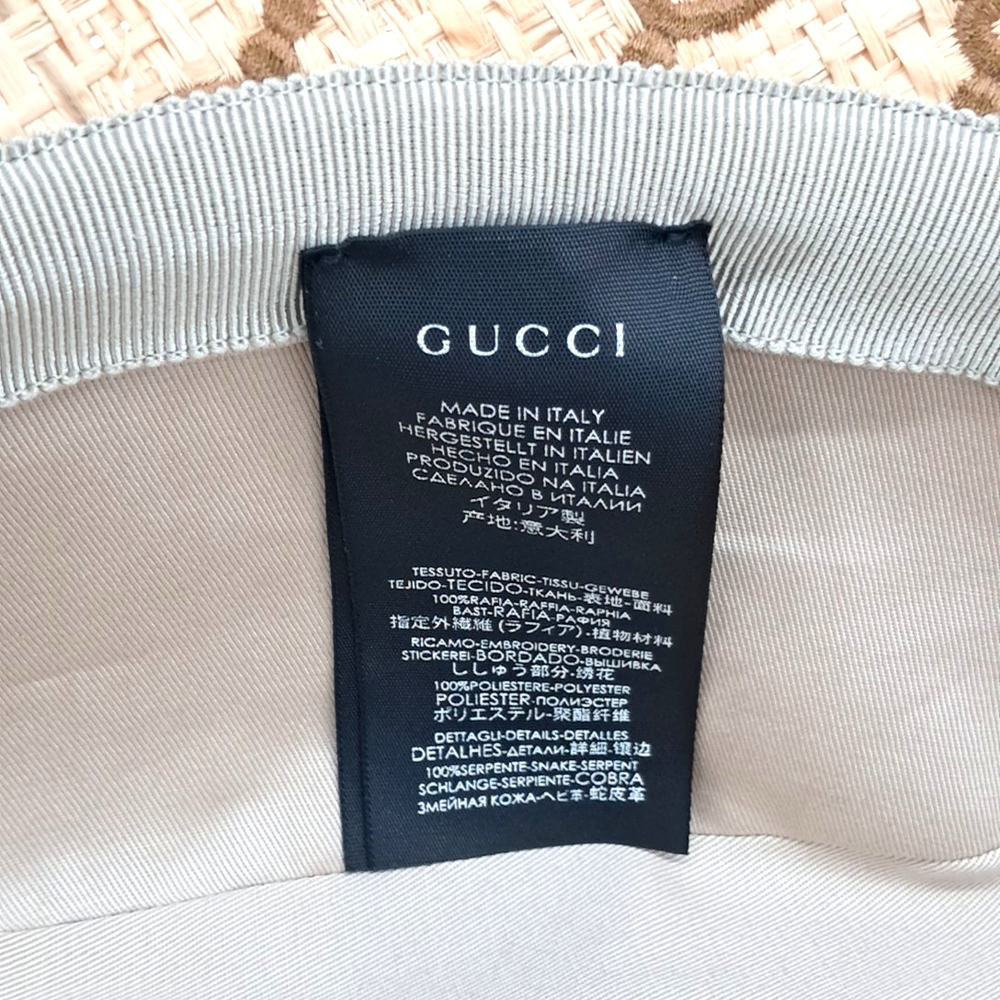 GUCCI
MADE IN ITALY
FABRIQUE EN ITALIE
HERGESTELLT IN ITALIEN
HECHO EN ITALIA
PRODUZIDO NA ITALIA
СДЕЛАНО В ИТАЛИИ
イタリア製
产地:意大利
TESSUTO-FABRIC-TISSU-GEWEBE
TEJIDO-TECIDO-ТКАНЬ-表地-面料
100%RAFIA-RAFFIA-RAPHIA
BAST-RAFIA-РАФИЯ
指定外繊維(ラフィア)-植物材料
RICAMO-EMBROIDERY-BRODERIE
STICKEREI-BORDADO-ВЫШИВКА
ししゅう部分-绣花
100%POLIESTERE-POLYESTER
POLIESTER-ПОЛИЭСТЕР
ポリエステル-聚酯纤维
DETTAGLI-DETAILS-DETALLES
DETALHES-ДЕТАЛИ-詳細-镶边
100%SERPENTE-SNAKE-SERPENT
SCHLANGE-SERPIENTE-COBRA
ЗМЕИНАЯ КОЖА-ヘビ革-蛇皮革